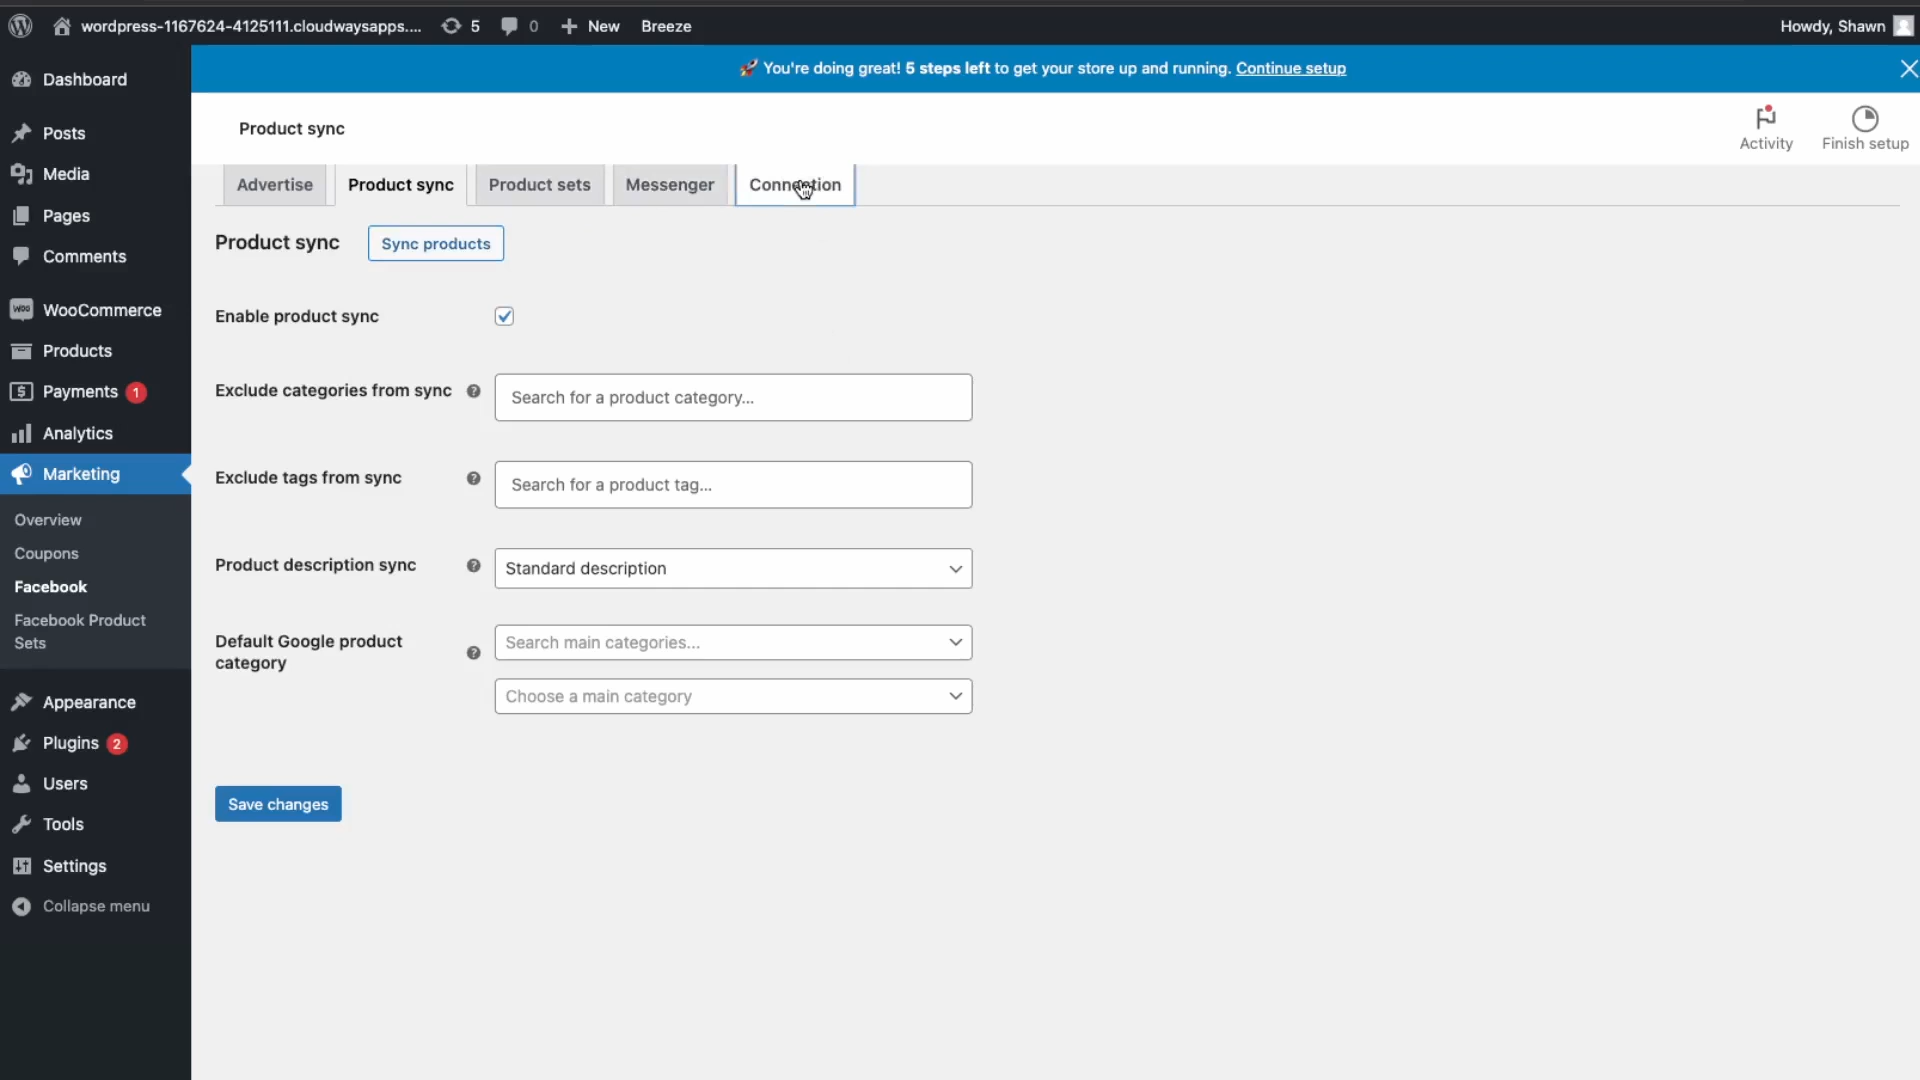 wordpress-1167624-4125111.cloudwaysapps.... 5 0 New Breeze Howdy, Shawn
🚀 You're doing great! 5 steps left to get your store up and running. Continue setup
Product sync
Activity
Finish setup
Dashboard
Posts
Media
Pages
Comments
WooCommerce
Products
Payments 1
Analytics
Marketing
Overview
Coupons
Facebook
Facebook Product
Sets
Appearance
Plugins 2
Users
Tools
Settings
Collapse menu
Advertise Product sync Product sets Messenger Connection
Product sync Sync products
Enable product sync
Exclude categories from sync ? Search for a product category...
Exclude tags from sync ? Search for a product tag...
Product description sync ? Standard description
Default Google product
category ?
Search main categories...
Choose a main category
Save changes